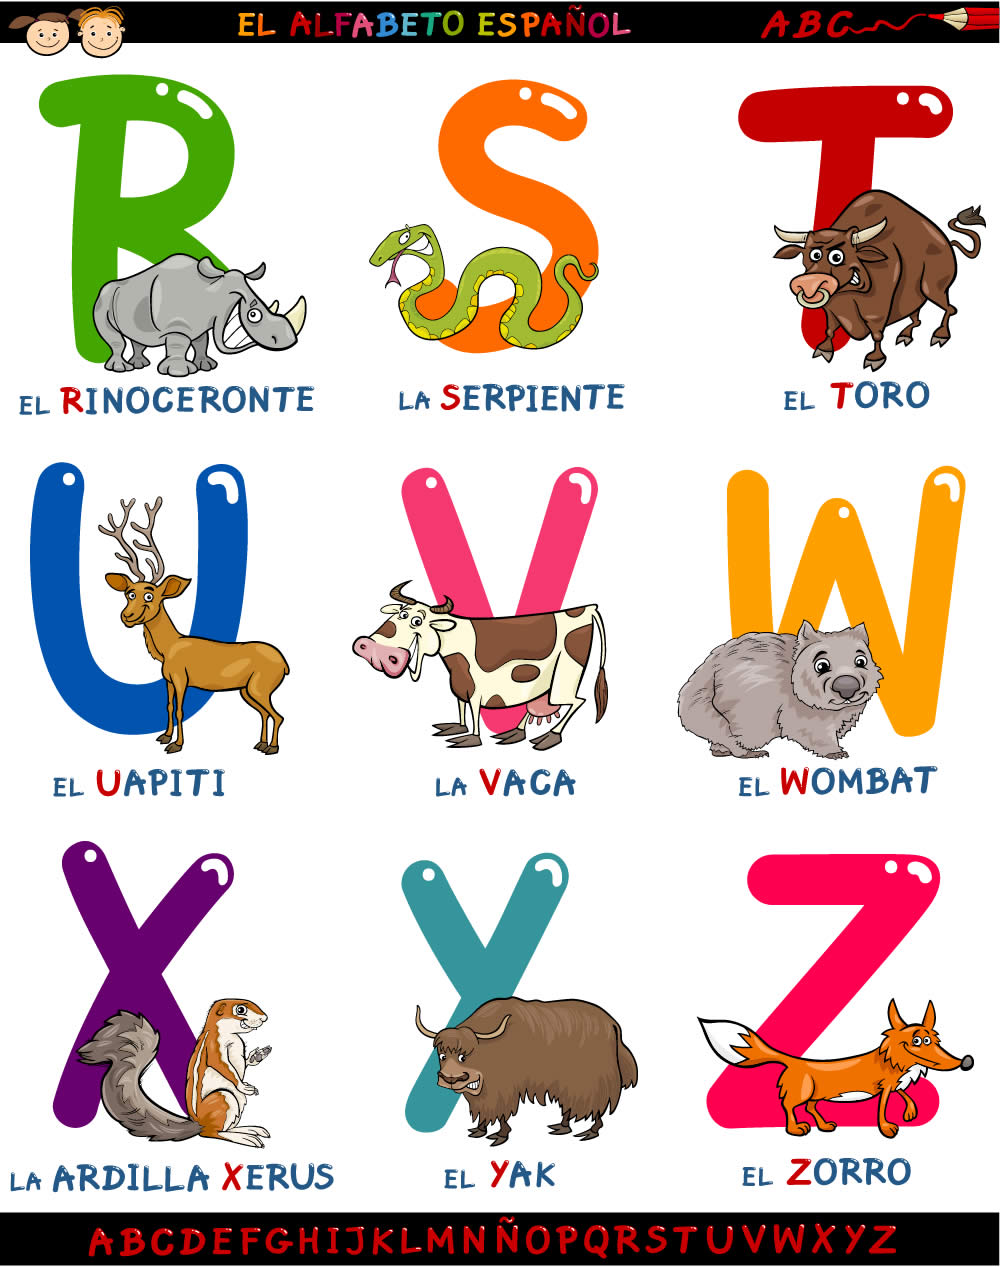 EL ALFABETO ESPAÑOL
ABC
R
S
T
EL RINOCERONTE
LA SERPIENTE
EL TORO
U
V
W
EL UAPITI
LA VACA
EL WOMBAT
X
Y
Z
LA ARDILLA XERUS
EL YAK
EL ZORRO
ABCDEFGHIJKLMNÑOPQRSTUVWXYZ